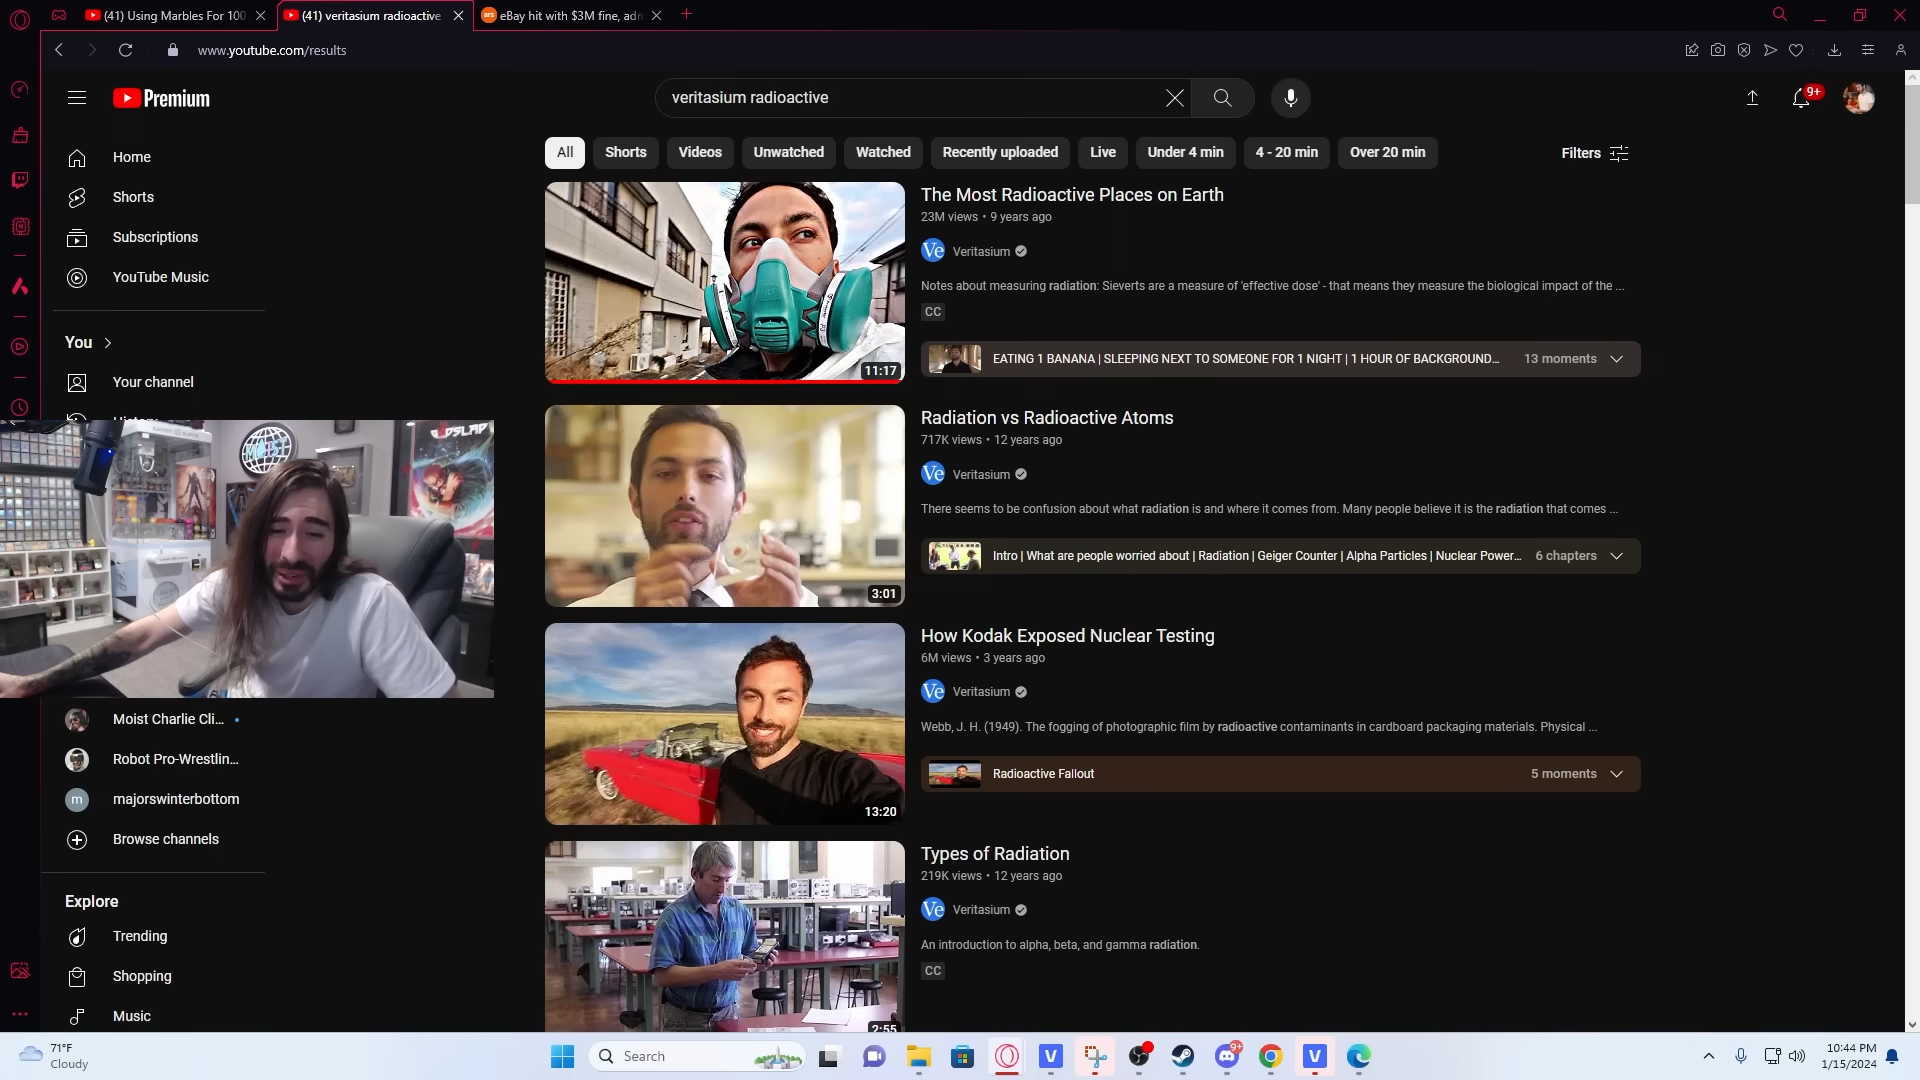 (41) Using Marbles For 100
(41) veritasium radioactive
ars
eBay hit with $3M fine, adm
www.youtube.com/results
Premium
veritasium radioactive
9+
Home
Shorts
Subscriptions
YouTube Music
You
Your channel
All
Shorts
Videos
Unwatched
Watched
Recently uploaded
Live
Under 4 min
4 - 20 min
Over 20 min
Filters
11:17
The Most Radioactive Places on Earth
23M views • 9 years ago
Ve Veritasium
Notes about measuring radiation: Sieverts are a measure of 'effective dose' - that means they measure the biological impact of the ...
CC
EATING 1 BANANA | SLEEPING NEXT TO SOMEONE FOR 1 NIGHT | 1 HOUR OF BACKGROUND... 13 moments
3:01
Radiation vs Radioactive Atoms
717K views • 12 years ago
Ve Veritasium
There seems to be confusion about what radiation is and where it comes from. Many people believe it is the radiation that comes ...
Intro | What are people worried about | Radiation | Geiger Counter | Alpha Particles | Nuclear Power... 6 chapters
13:20
How Kodak Exposed Nuclear Testing
6M views • 3 years ago
Ve Veritasium
Webb, J. H. (1949). The fogging of photographic film by radioactive contaminants in cardboard packaging materials. Physical ...
Radioactive Fallout 5 moments
2:55
Types of Radiation
219K views • 12 years ago
Ve Veritasium
An introduction to alpha, beta, and gamma radiation.
CC
MOIST
Moist Charlie Cli...
Robot Pro-Wrestlin...
m majorswinterbottom
Browse channels
Explore
Trending
Shopping
Music
71°F
Cloudy
Search
V
9+
V
10:44 PM
1/15/2024